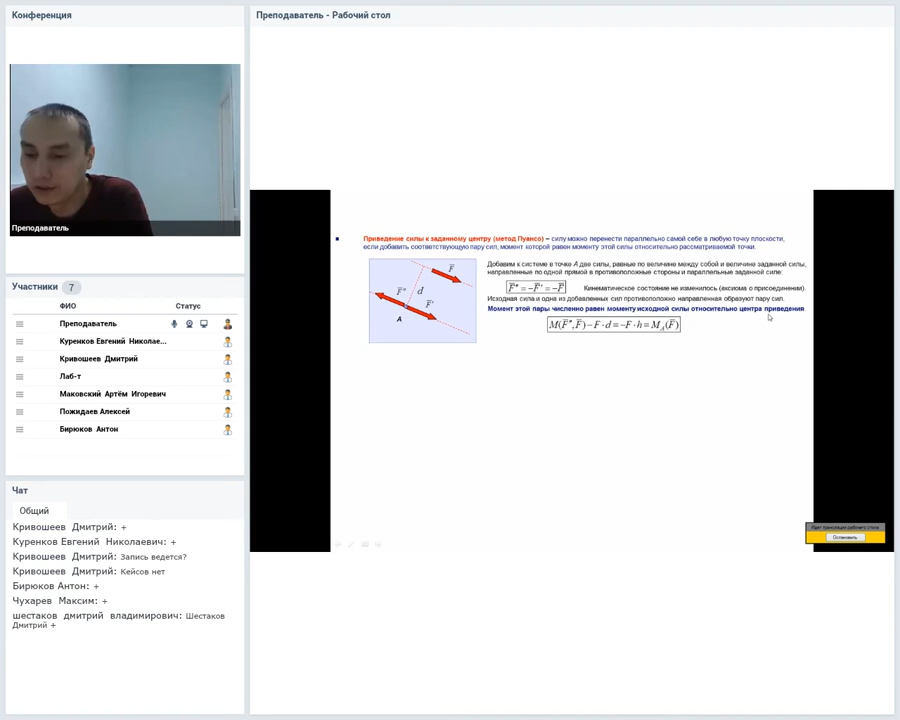 Конференция
Преподаватель - Рабочий стол
Преподаватель
Участники 7
ФИО Статус
Преподаватель
Куренков Евгений Николае...
Кривошеев Дмитрий
Лаб-т
Маковский Артём Игоревич
Пожидаев Алексей
Бирюков Антон
Чат
Общий
Кривошеев Дмитрий: +
Куренков Евгений Николаевич: +
Кривошеев Дмитрий: Запись ведется?
Кривошеев Дмитрий: Кейсов нет
Бирюков Антон: +
Чухарев Максим: +
шестаков дмитрий владимирович: Шестаков
Дмитрий +
Приведение силы к заданному центру (метод Пуансо) – силу можно перенести параллельно самой себе в любую точку плоскости,
если добавить соответствующую пару сил, момент которой равен моменту этой силы относительно рассматриваемой точки.
F
d
F''
F'
A
Добавим к системе в точке A две силы, равные по величине между собой и величине заданной силы,
направленные по одной прямой в противоположные стороны и параллельные заданной силе:
F'' = –F' = –F Кинематическое состояние не изменилось (аксиома о присоединении).
Исходная сила и одна из добавленных сил противоположно направленная образуют пару сил.
Момент этой пары численно равен моменту исходной силы относительно центра приведения
M(F'', F) – F · d = –F · h = M_A(F)
Идет трансляция рабочего стола
Остановить